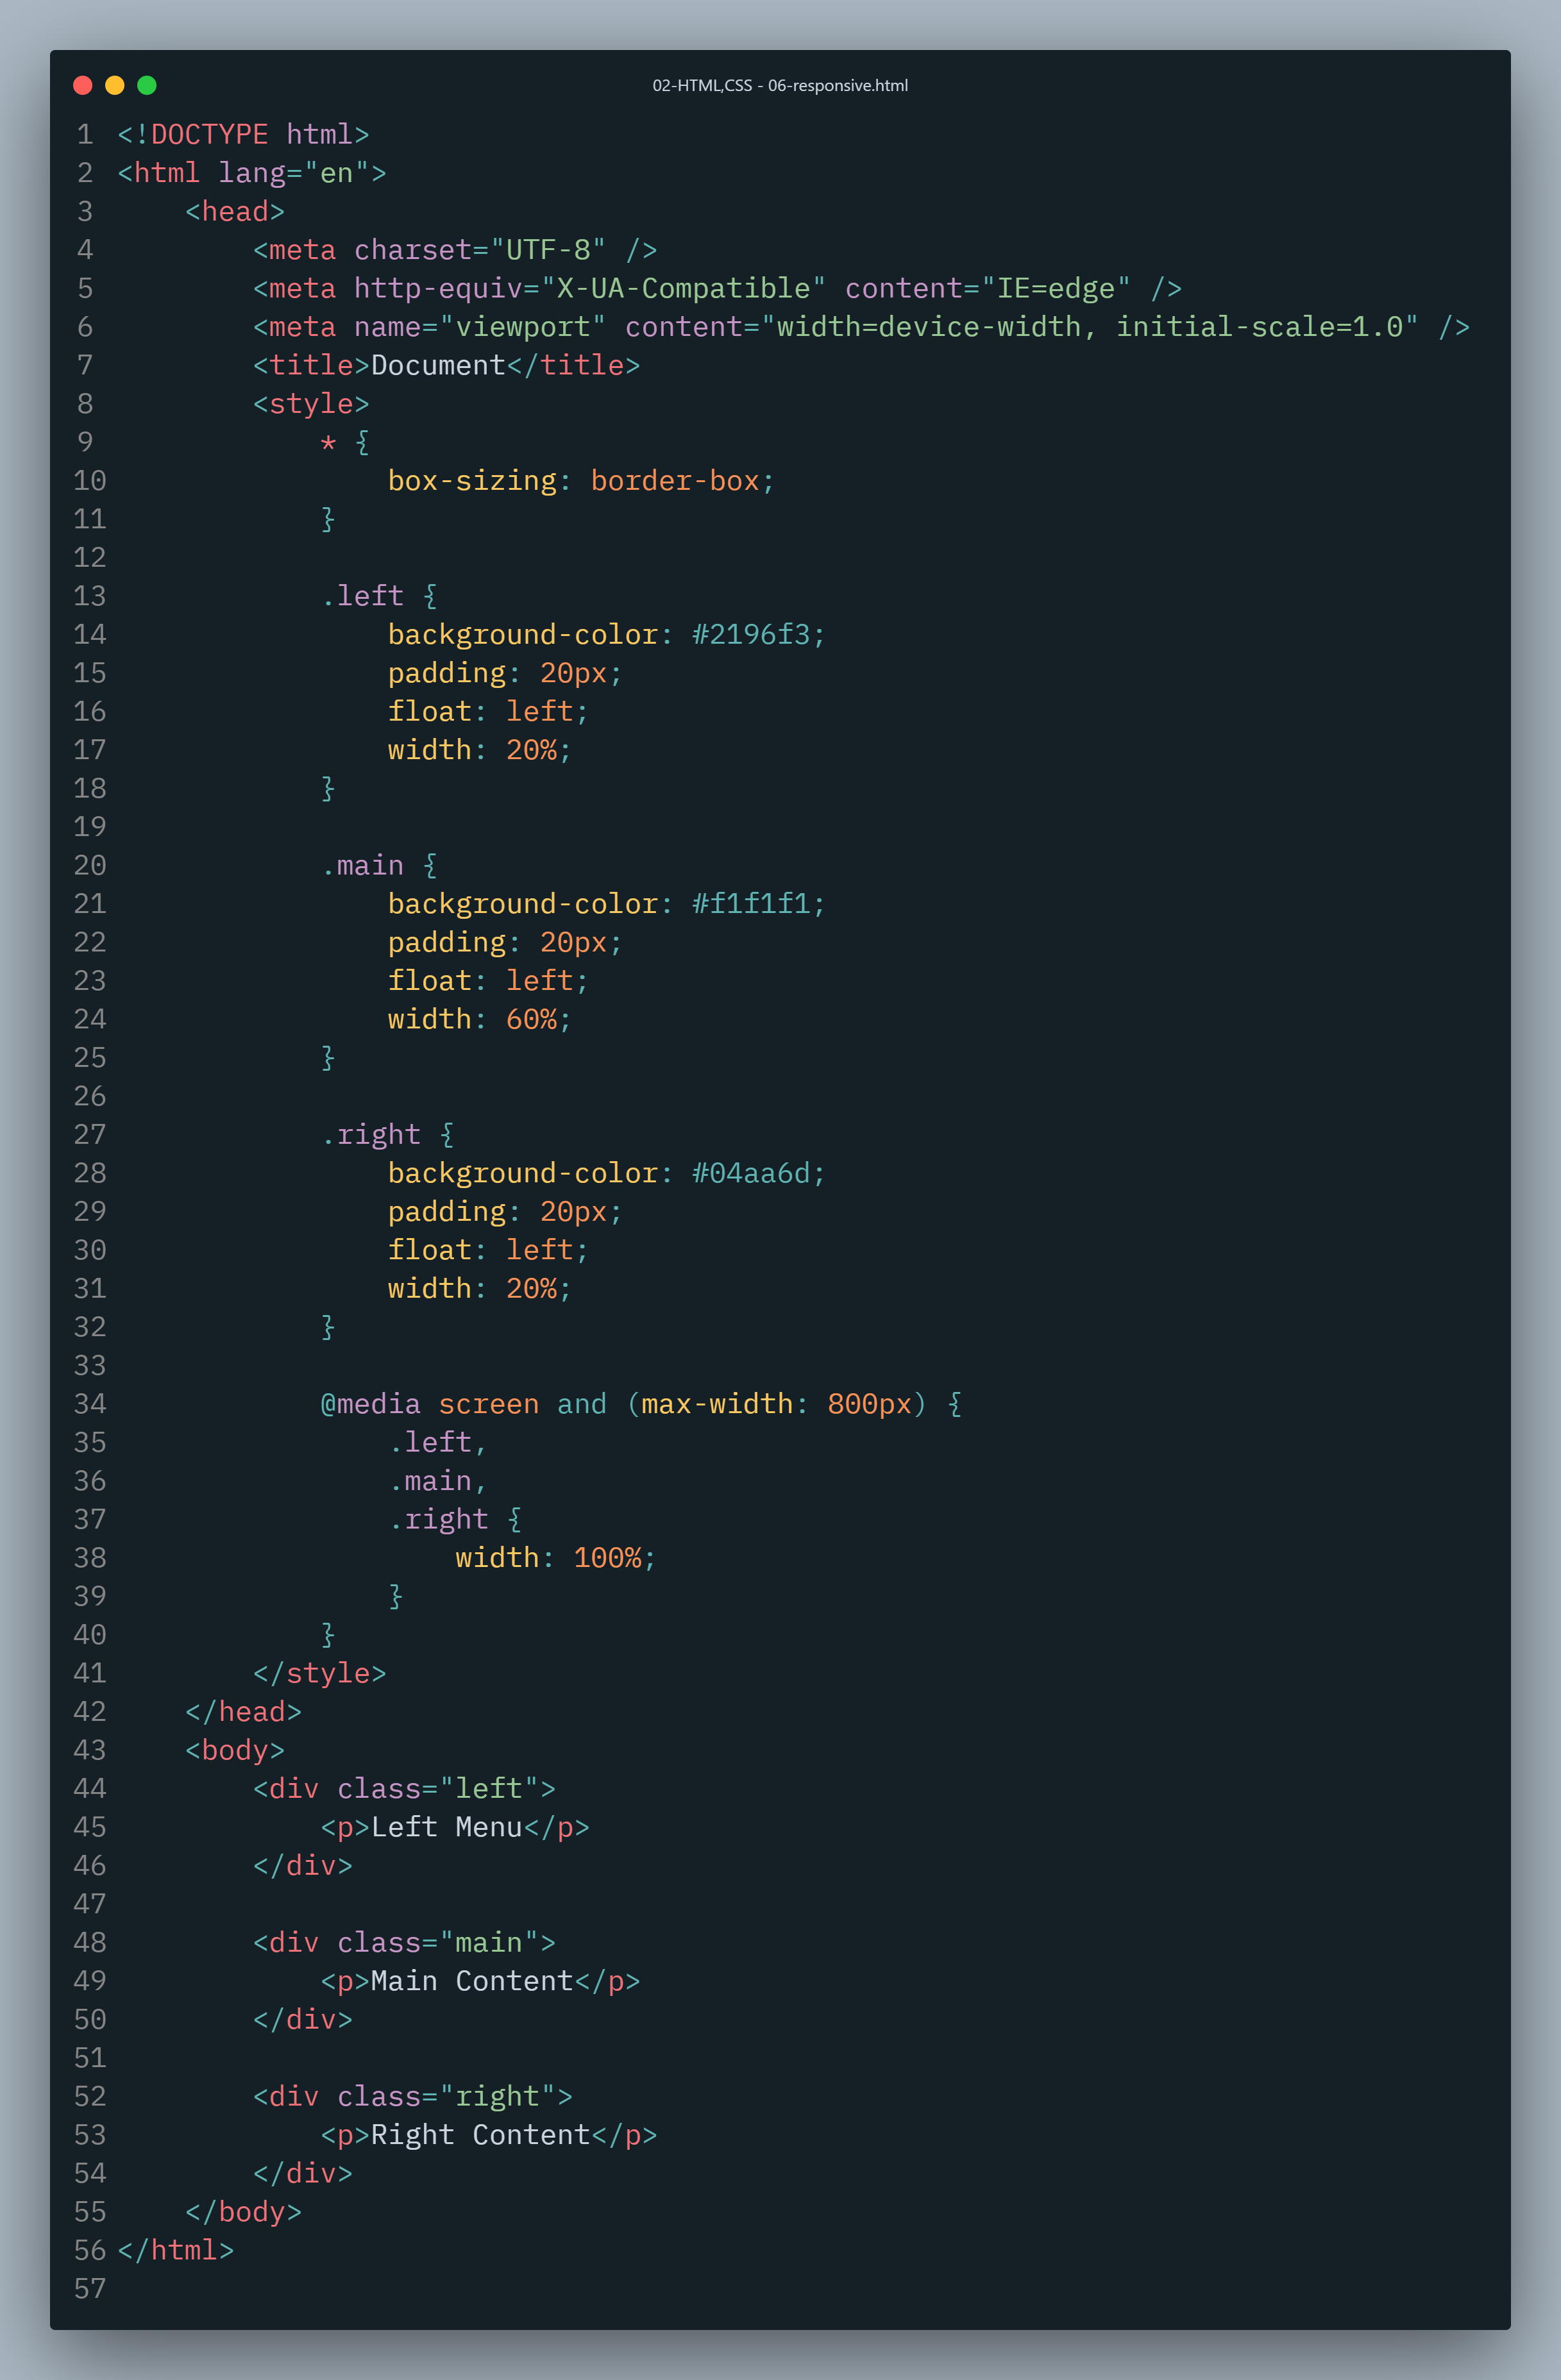 02-HTML,CSS - 06-responsive.html
1 <!DOCTYPE html>
2 <html lang="en">
3     <head>
4         <meta charset="UTF-8" />
5         <meta http-equiv="X-UA-Compatible" content="IE=edge" />
6         <meta name="viewport" content="width=device-width, initial-scale=1.0" />
7         <title>Document</title>
8         <style>
9             * {
10                 box-sizing: border-box;
11             }
12
13             .left {
14                 background-color: #2196f3;
15                 padding: 20px;
16                 float: left;
17                 width: 20%;
18             }
19
20             .main {
21                 background-color: #f1f1f1;
22                 padding: 20px;
23                 float: left;
24                 width: 60%;
25             }
26
27             .right {
28                 background-color: #04aa6d;
29                 padding: 20px;
30                 float: left;
31                 width: 20%;
32             }
33
34             @media screen and (max-width: 800px) {
35                 .left,
36                 .main,
37                 .right {
38                     width: 100%;
39                 }
40             }
41         </style>
42     </head>
43     <body>
44         <div class="left">
45             <p>Left Menu</p>
46         </div>
47
48         <div class="main">
49             <p>Main Content</p>
50         </div>
51
52         <div class="right">
53             <p>Right Content</p>
54         </div>
55     </body>
56 </html>
57